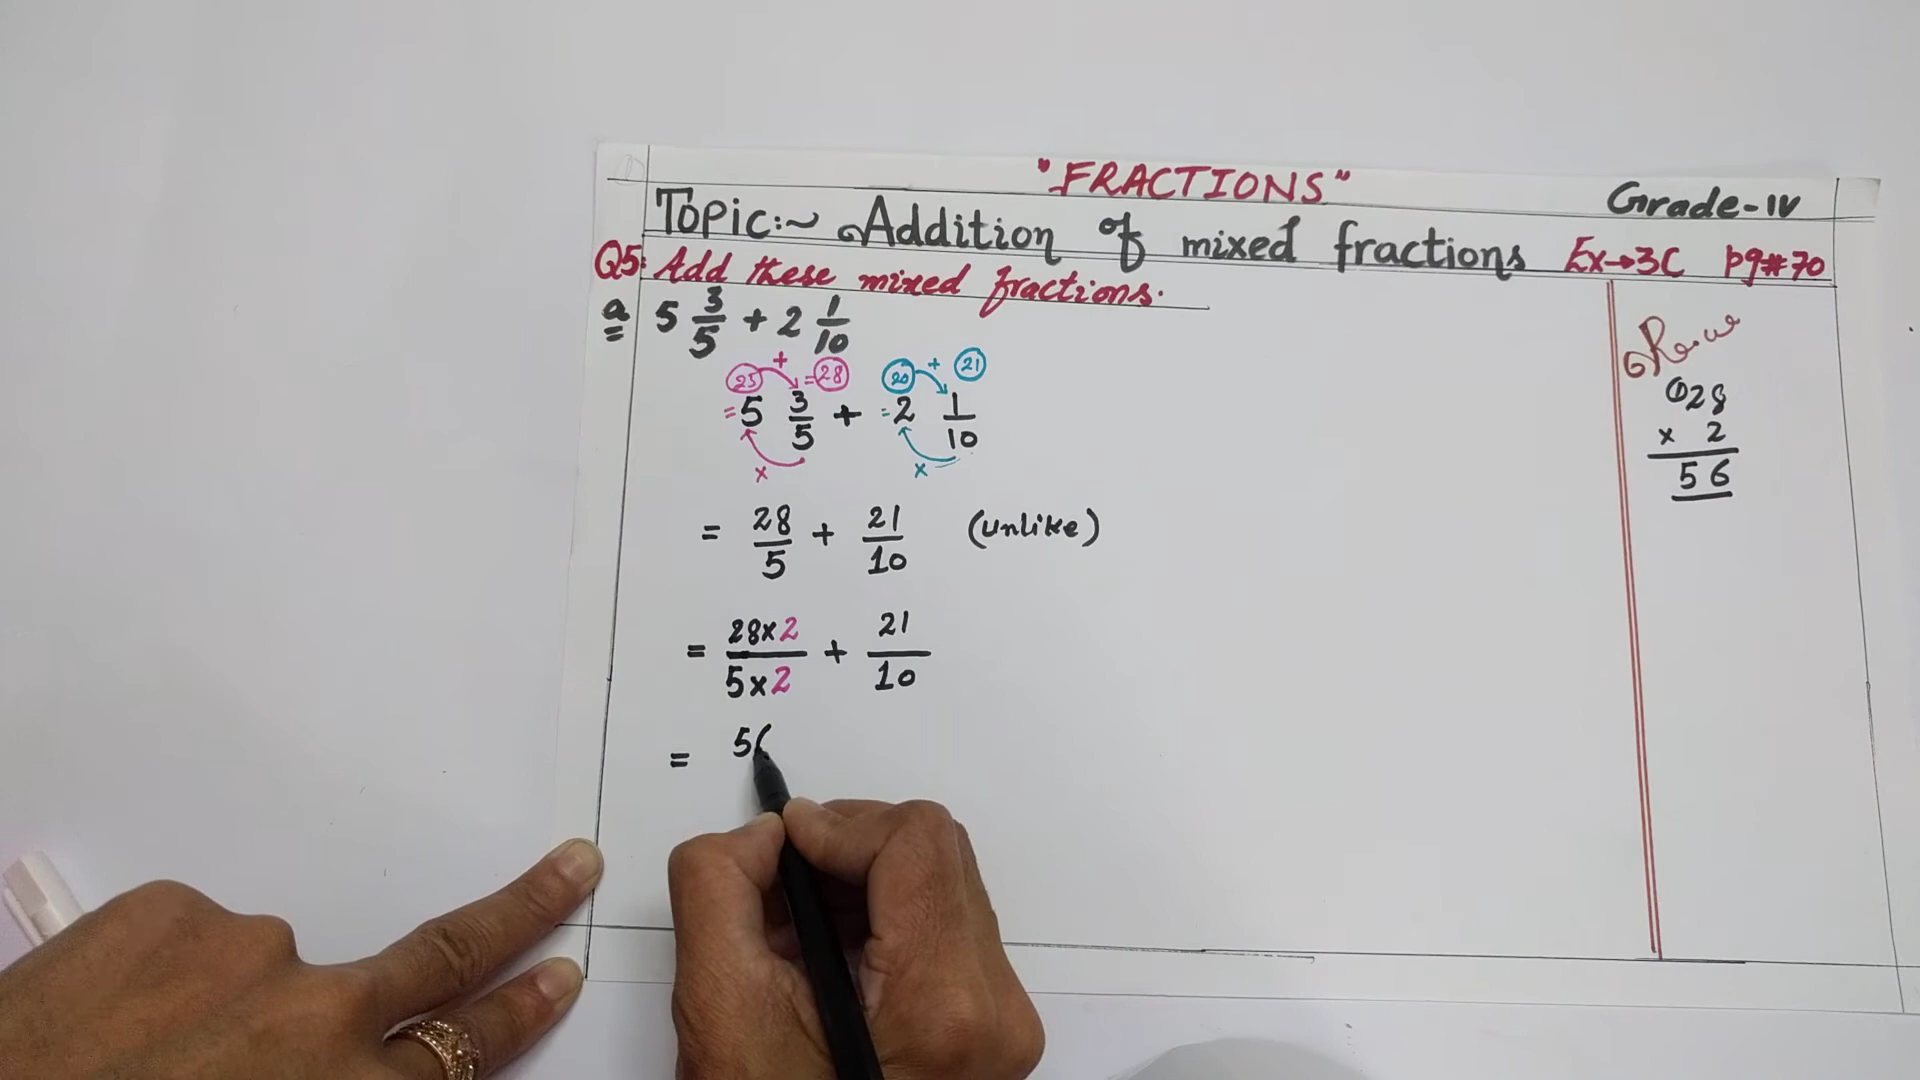 "FRACTIONS"
Grade-IV
Topic:~ Addition of mixed fractions Ex→3C pg#70
Q5: Add these mixed fractions.
a 5 3/5 + 2 1/10
25 + =28 20 + 21
= 5 3/5 + = 2 1/10
x x
= 28/5 + 21/10 (unlike)
= 28×2/5×2 + 21/10
= 5
① 28
x 2
56